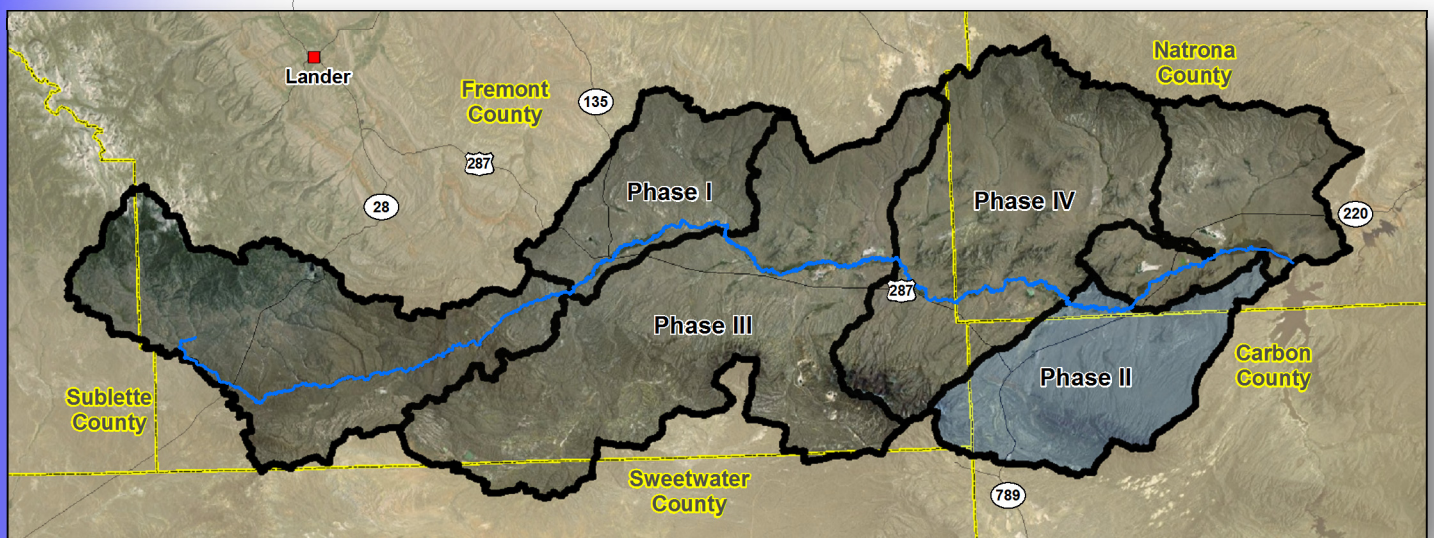 Natrona
County
Lander
Fremont
County
135
287
Phase I
28
Phase IV
220
287
Phase III
Phase II
Carbon
County
Sublette
County
Sweetwater
County
789